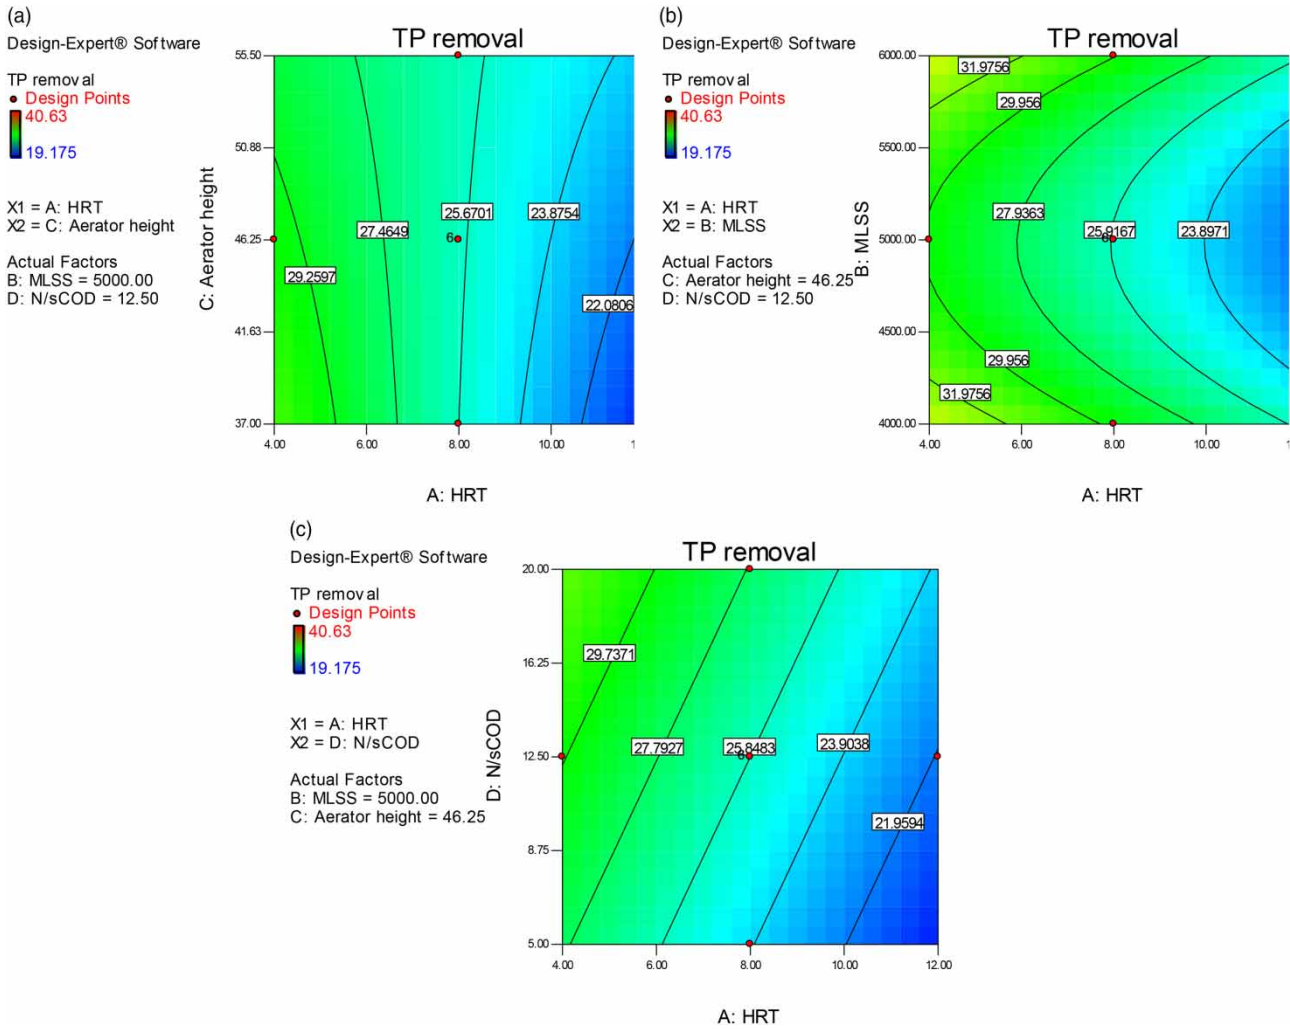 (a)
Design-Expert® Software
TP removal
Design Points
40.63
19.175
X1 = A: HRT
X2 = C: Aerator height
Actual Factors
B: MLSS = 5000.00
D: N/sCOD = 12.50
TP removal
C: Aerator height
55.50
50.88
46.25
41.63
37.00
29.2597
27.4649
25.6701
6
23.8754
22.0806
4.00 6.00 8.00 10.00 1
A: HRT
(b)
Design-Expert® Software
TP removal
Design Points
40.63
19.175
X1 = A: HRT
X2 = B: MLSS
Actual Factors
C: Aerator height = 46.25
D: N/sCOD = 12.50
TP removal
B: MLSS
6000.00
5500.00
5000.00
4500.00
4000.00
31.9756
29.956
27.9363
25.9167
6
23.8971
29.956
31.9756
4.00 6.00 8.00 10.00
A: HRT
(c)
Design-Expert® Software
TP removal
Design Points
40.63
19.175
X1 = A: HRT
X2 = D: N/sCOD
Actual Factors
B: MLSS = 5000.00
C: Aerator height = 46.25
TP removal
D: N/sCOD
20.00
16.25
12.50
8.75
5.00
29.7371
27.7927
25.8483
6
23.9038
21.9594
4.00 6.00 8.00 10.00 12.00
A: HRT